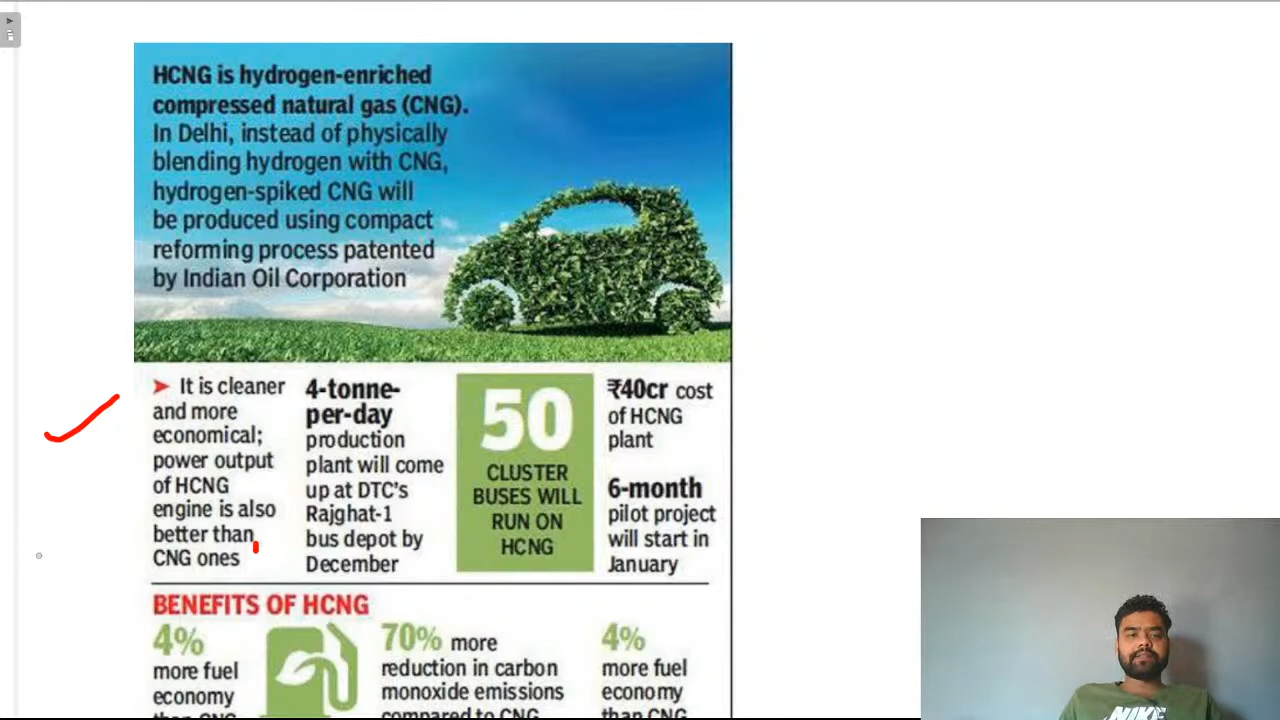 HCNG is hydrogen-enriched
compressed natural gas (CNG).
In Delhi, instead of physically
blending hydrogen with CNG,
hydrogen-spiked CNG will
be produced using compact
reforming process patented
by Indian Oil Corporation
➤ It is cleaner
and more
economical;
power output
of HCNG
engine is also
better than
CNG ones
4-tonne-
per-day
production
plant will come
up at DTC's
Rajghat-1
bus depot by
December
50
CLUSTER
BUSES WILL
RUN ON
HCNG
₹40cr cost
of HCNG
plant
6-month
pilot project
will start in
January
BENEFITS OF HCNG
4%
more fuel
economy
than CNG
70% more
reduction in carbon
monoxide emissions
compared to CNG
4%
more fuel
economy
than CNG
NIKE